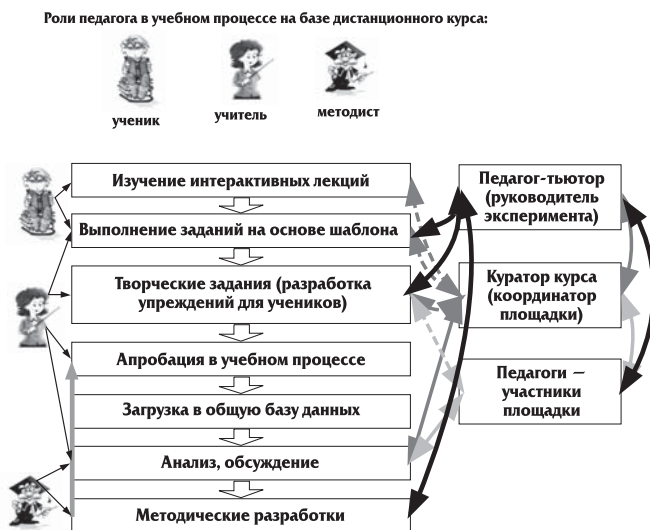 Роли педагога в учебном процессе на базе дистанционного курса:
ученик
учитель
методист
Изучение интерактивных лекций
Выполнение заданий на основе шаблона
Творческие задания (разработка
упреждений для учеников)
Апробация в учебном процессе
Загрузка в общую базу данных
Анализ, обсуждение
Методические разработки
Педагог-тьютор
(руководитель
эксперимента)
Куратор курса
(координатор
площадки)
Педагоги —
участники
площадки